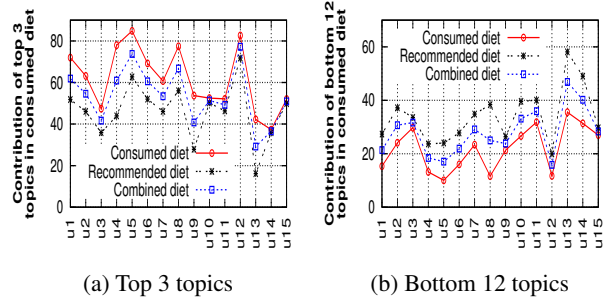 Contribution of top 3
topics in consumed diet
100
80
60
40
20
0
Consumed diet
Recommended diet
Combined diet
u1
u2
u3
u4
u5
u6
u7
u8
u9
u10
u11
u12
u13
u14
u15
(a) Top 3 topics
Contribution of bottom 12
topics in consumed diet
60
40
20
0
Consumed diet
Recommended diet
Combined diet
u1
u2
u3
u4
u5
u6
u7
u8
u9
u10
u11
u12
u13
u14
u15
(b) Bottom 12 topics